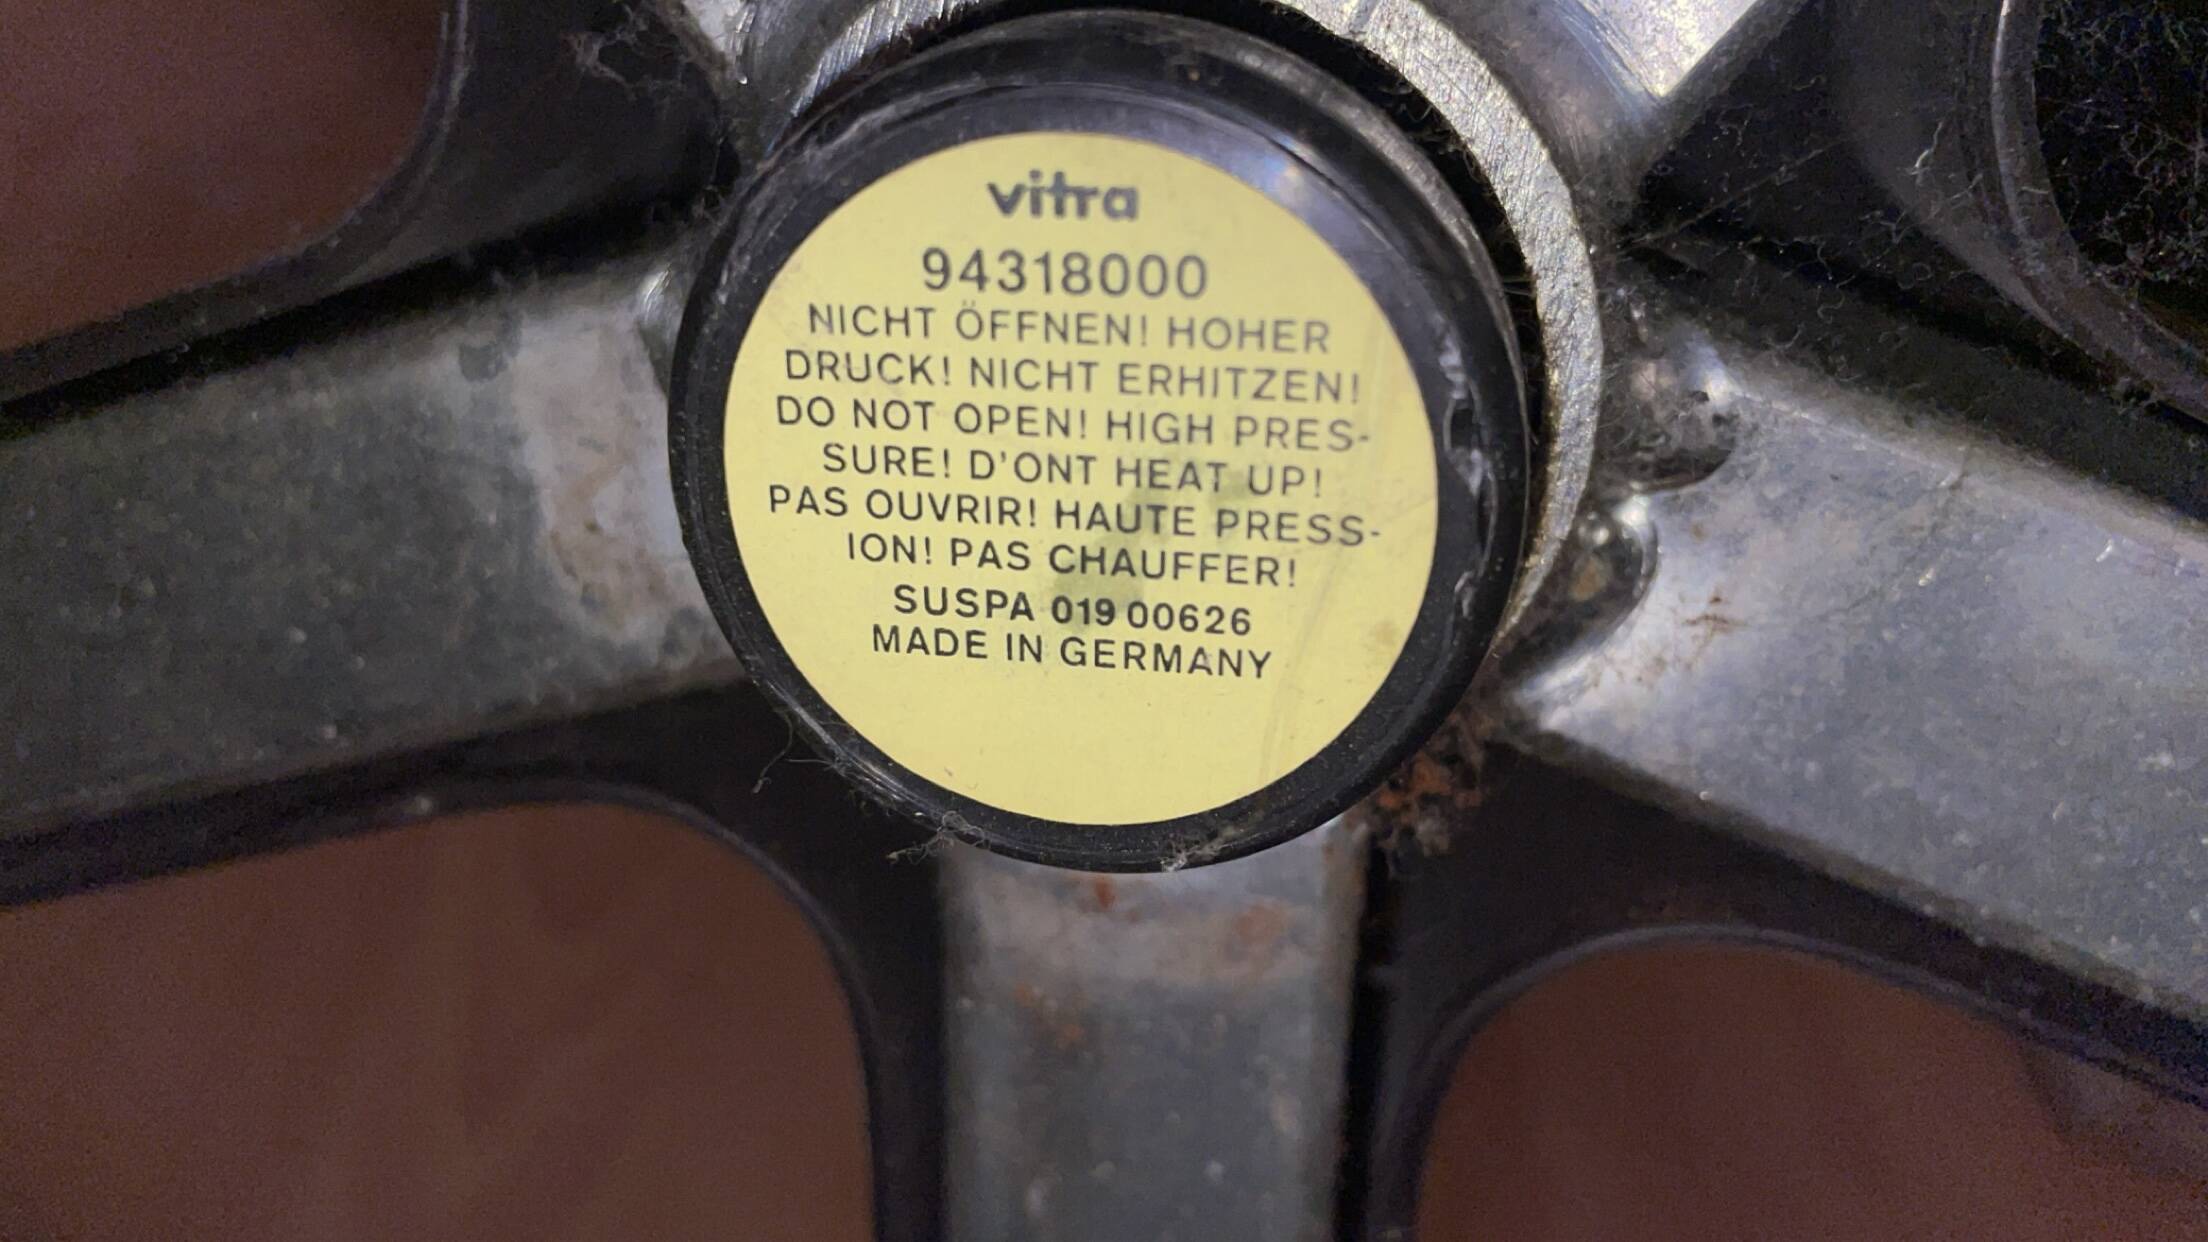 vitra
94318000
NICHT ÖFFNEN! HOHER
DRUCK! NICHT ERHITZEN!
DO NOT OPEN! HIGH PRES-
SURE! D'ONT HEAT UP!
PAS OUVRIR! HAUTE PRESS-
ION! PAS CHAUFFER!
SUSPA 019 00626
MADE IN GERMANY